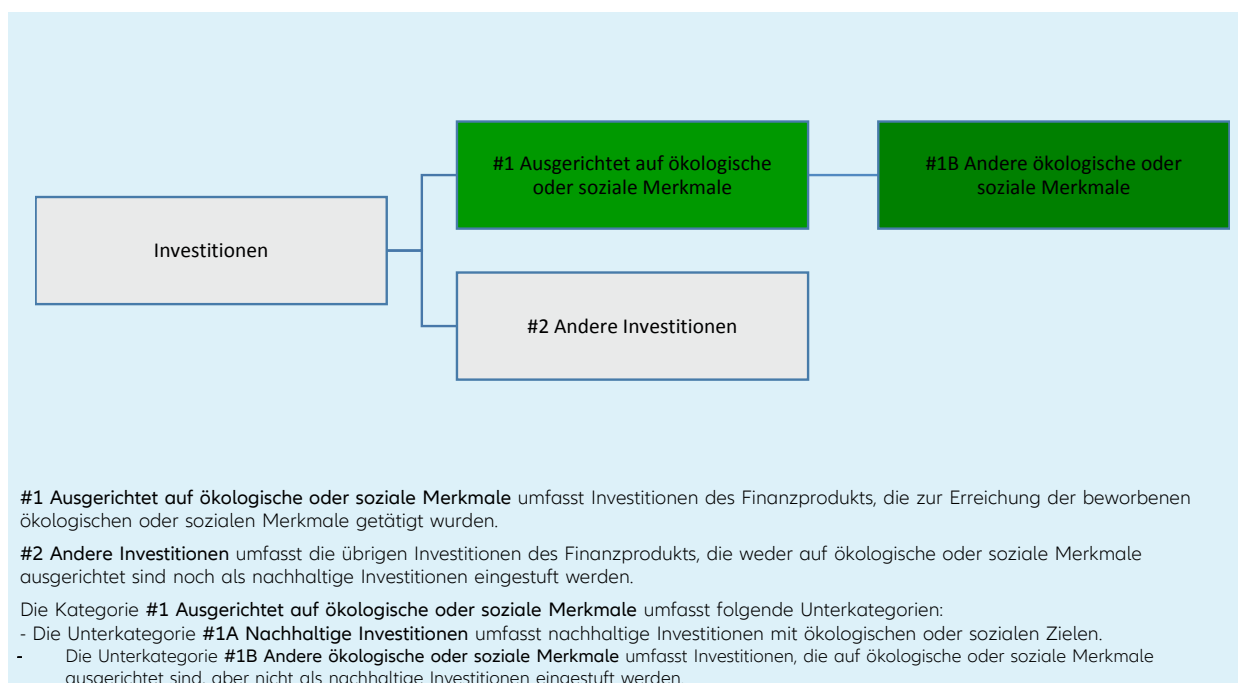 #1 Ausgerichtet auf ökologische
oder soziale Merkmale
#1B Andere ökologische oder
soziale Merkmale
Investitionen
#2 Andere Investitionen
#1 Ausgerichtet auf ökologische oder soziale Merkmale umfasst Investitionen des Finanzprodukts, die zur Erreichung der beworbenen
ökologischen oder sozialen Merkmale getätigt wurden.
#2 Andere Investitionen umfasst die übrigen Investitionen des Finanzprodukts, die weder auf ökologische oder soziale Merkmale
ausgerichtet sind noch als nachhaltige Investitionen eingestuft werden.
Die Kategorie #1 Ausgerichtet auf ökologische oder soziale Merkmale umfasst folgende Unterkategorien:
- Die Unterkategorie #1A Nachhaltige Investitionen umfasst nachhaltige Investitionen mit ökologischen oder sozialen Zielen.
- Die Unterkategorie #1B Andere ökologische oder soziale Merkmale umfasst Investitionen, die auf ökologische oder soziale Merkmale
ausgerichtet sind, aber nicht als nachhaltige Investitionen eingestuft werden